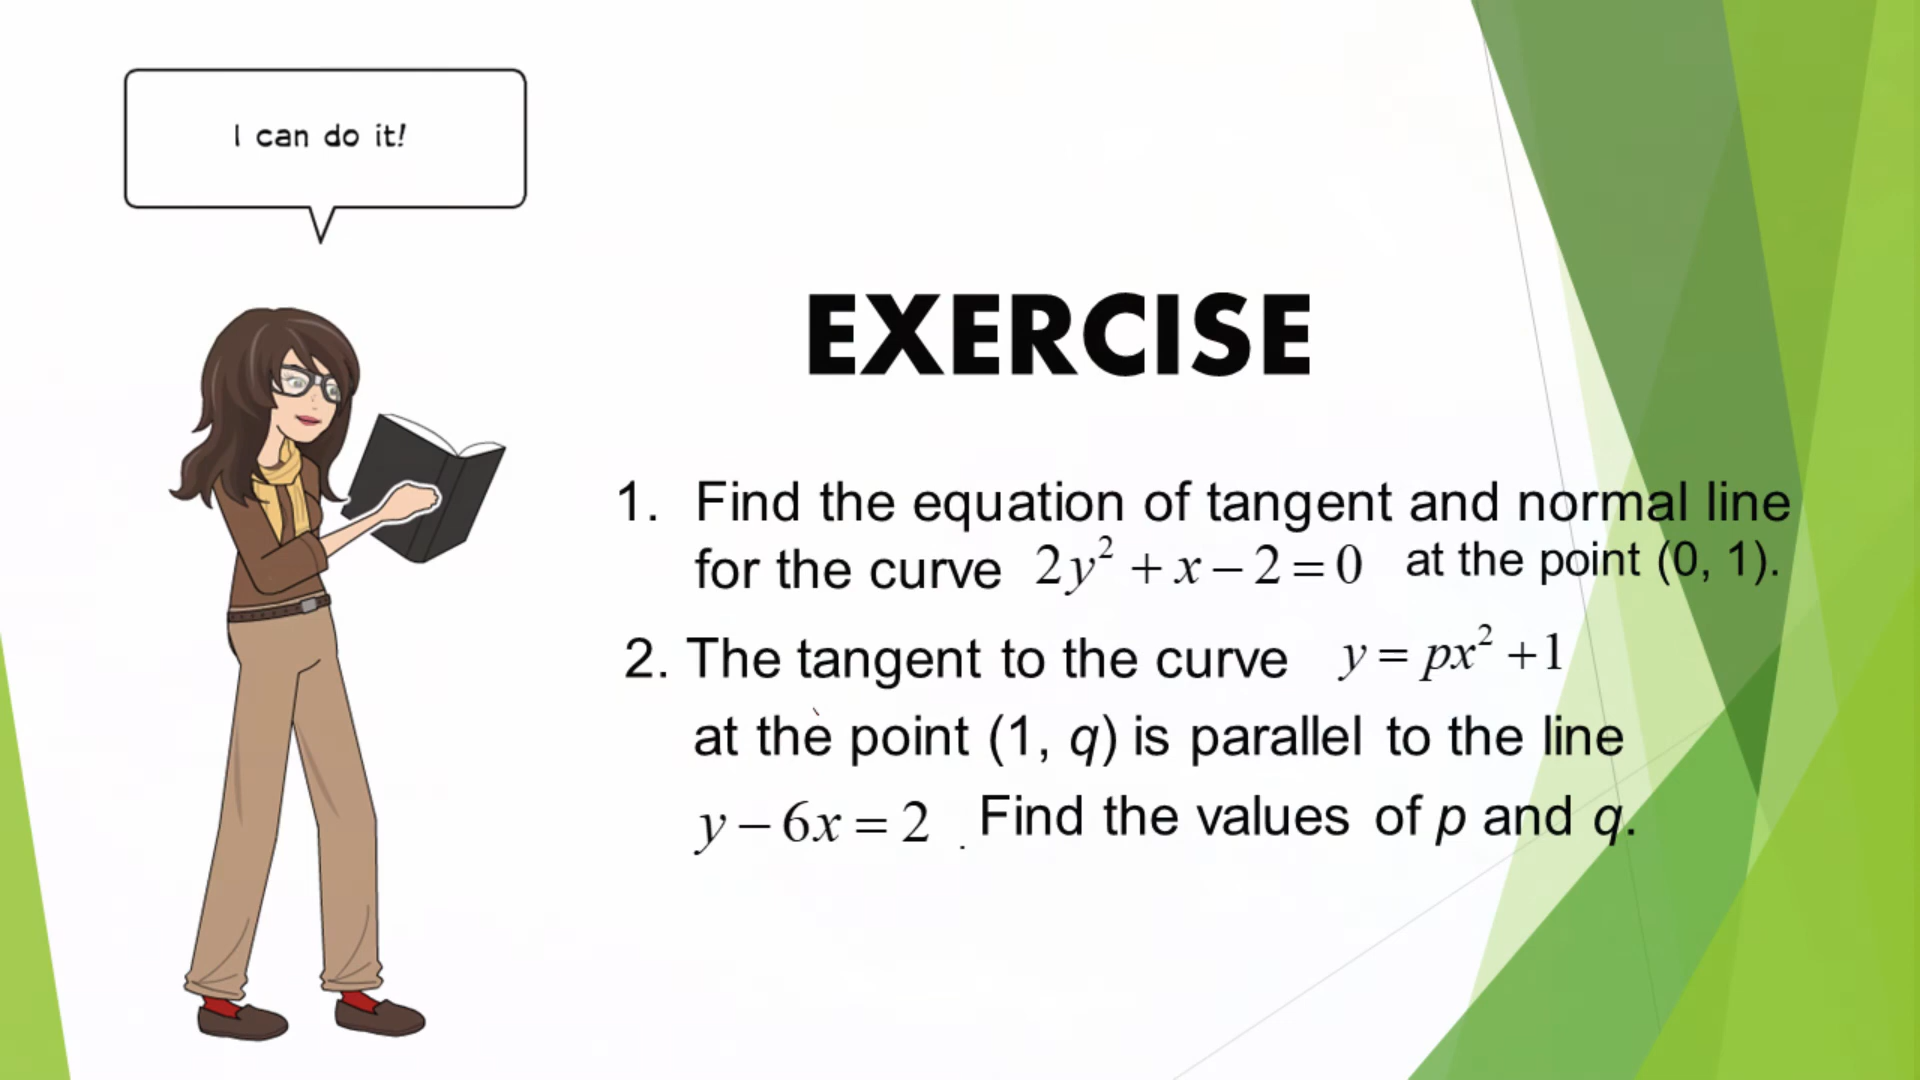 I can do it!
EXERCISE
1. Find the equation of tangent and normal line
for the curve 2y² + x − 2 = 0 at the point (0, 1).
2. The tangent to the curve y = px² + 1
at the point (1, q) is parallel to the line
y − 6x = 2 . Find the values of p and q.